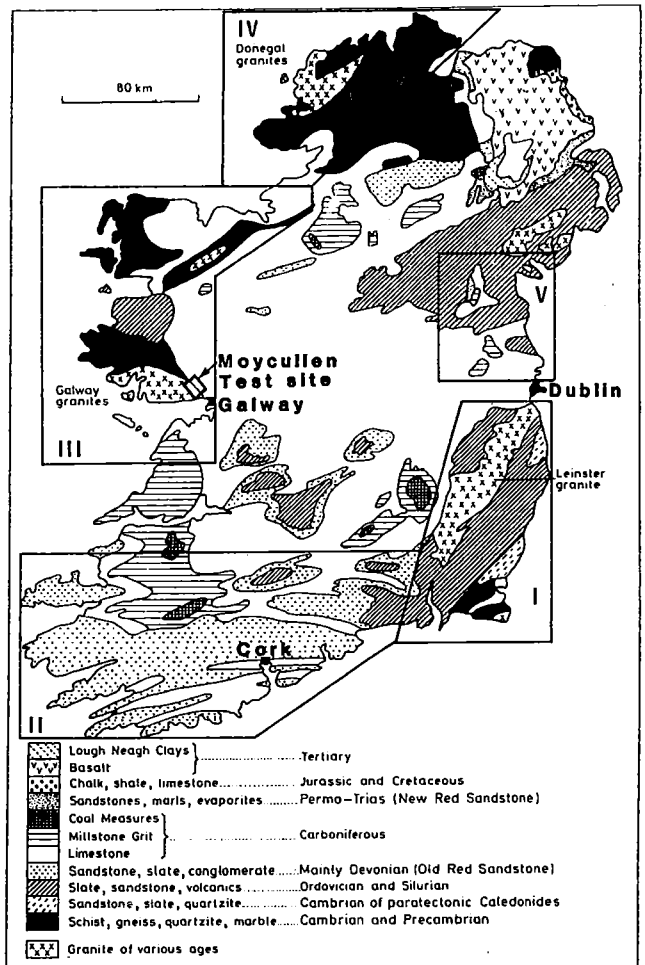 IV
Donegal
granites
80 km
V
Moycullen
Test site
Galway
Galway
granites
Dublin
III
Leinster
granite
I
Cork
II
Lough Neagh Clays
Basalt
Tertiary
Chalk, shale, limestone Jurassic and Cretaceous
Sandstones, marls, evaporites Permo-Trias (New Red Sandstone)
Coal Measures
Millstone Grit Carboniferous
Limestone
Sandstone, slate, conglomerate Mainly Devonian (Old Red Sandstone)
Slate, sandstone, volcanics Ordovician and Silurian
Sandstone, slate, quartzite Cambrian of paratectonic Caledonides
Schist, gneiss, quartzite, marble Cambrian and Precambrian
Granite of various ages